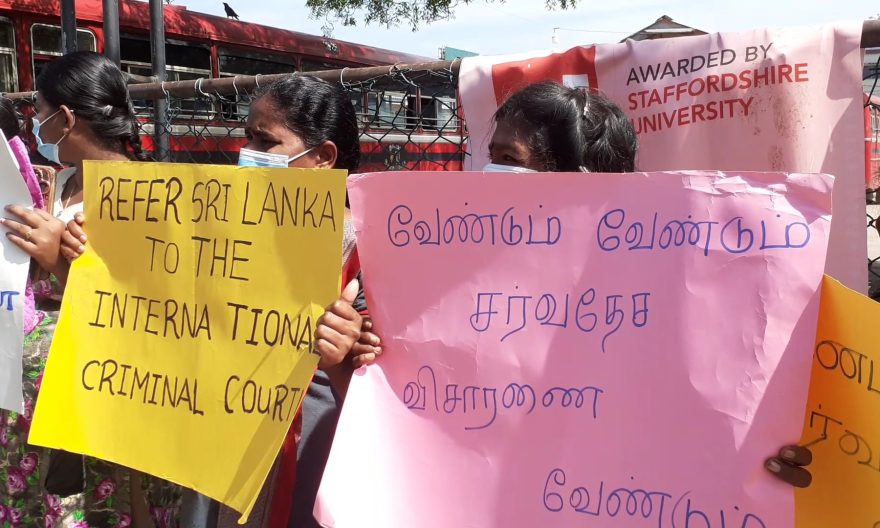 AWARDED BY
STAFFORDSHIRE
UNIVERSITY
REFER SRI LANKA
TO THE
INTERNATIONAL
CRIMINAL COURT
வேண்டும் வேண்டும்
சர்வதேச
விசாரணை
வேண்டும்